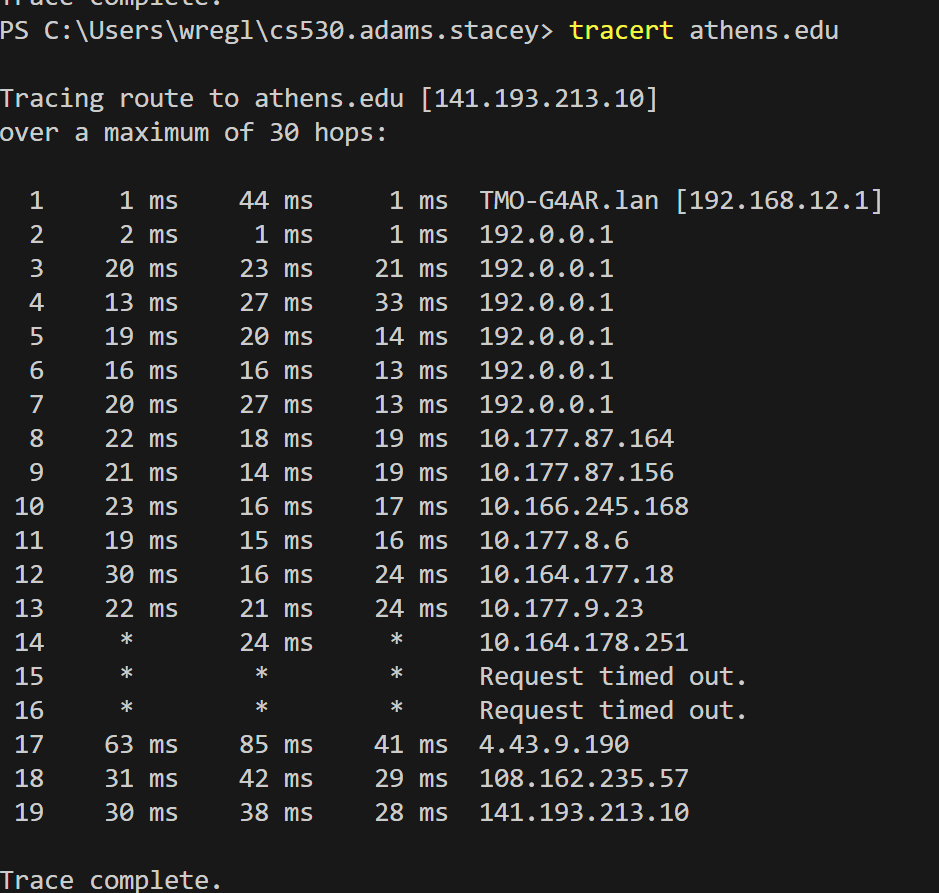 Trace complete.
PS C:\Users\wregl\cs530.adams.stacey> tracert athens.edu
Tracing route to athens.edu [141.193.213.10]
over a maximum of 30 hops:
1 1 ms 44 ms 1 ms TMO-G4AR.lan [192.168.12.1]
2 2 ms 1 ms 1 ms 192.0.0.1
3 20 ms 23 ms 21 ms 192.0.0.1
4 13 ms 27 ms 33 ms 192.0.0.1
5 19 ms 20 ms 14 ms 192.0.0.1
6 16 ms 16 ms 13 ms 192.0.0.1
7 20 ms 27 ms 13 ms 192.0.0.1
8 22 ms 18 ms 19 ms 10.177.87.164
9 21 ms 14 ms 19 ms 10.177.87.156
10 23 ms 16 ms 17 ms 10.166.245.168
11 19 ms 15 ms 16 ms 10.177.8.6
12 30 ms 16 ms 24 ms 10.164.177.18
13 22 ms 21 ms 24 ms 10.177.9.23
14 * 24 ms * 10.164.178.251
15 * * * Request timed out.
16 * * * Request timed out.
17 63 ms 85 ms 41 ms 4.43.9.190
18 31 ms 42 ms 29 ms 108.162.235.57
19 30 ms 38 ms 28 ms 141.193.213.10
Trace complete.